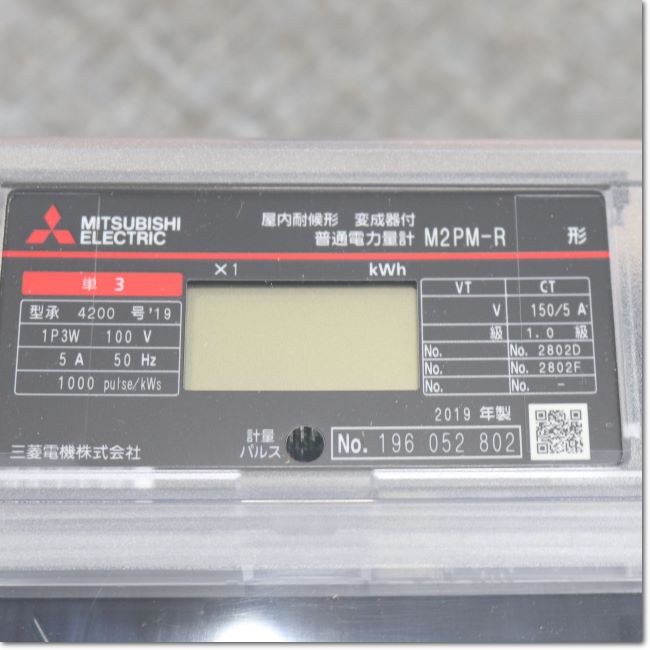 MITSUBISHI
ELECTRIC
屋内耐候形 変成器付
普通電力量計 M2PM-R 形
×1 kWh
単 3
型承 4200 号'19
1P3W 100 V
5 A 50 Hz
1000 pulse/kWs
VT CT
V 150/5 A
級 1.0 級
No. No. 2802D
No. No. 2802F
No. No. -
2019 年製
計量
パルス
No. 196 052 802
三菱電機株式会社